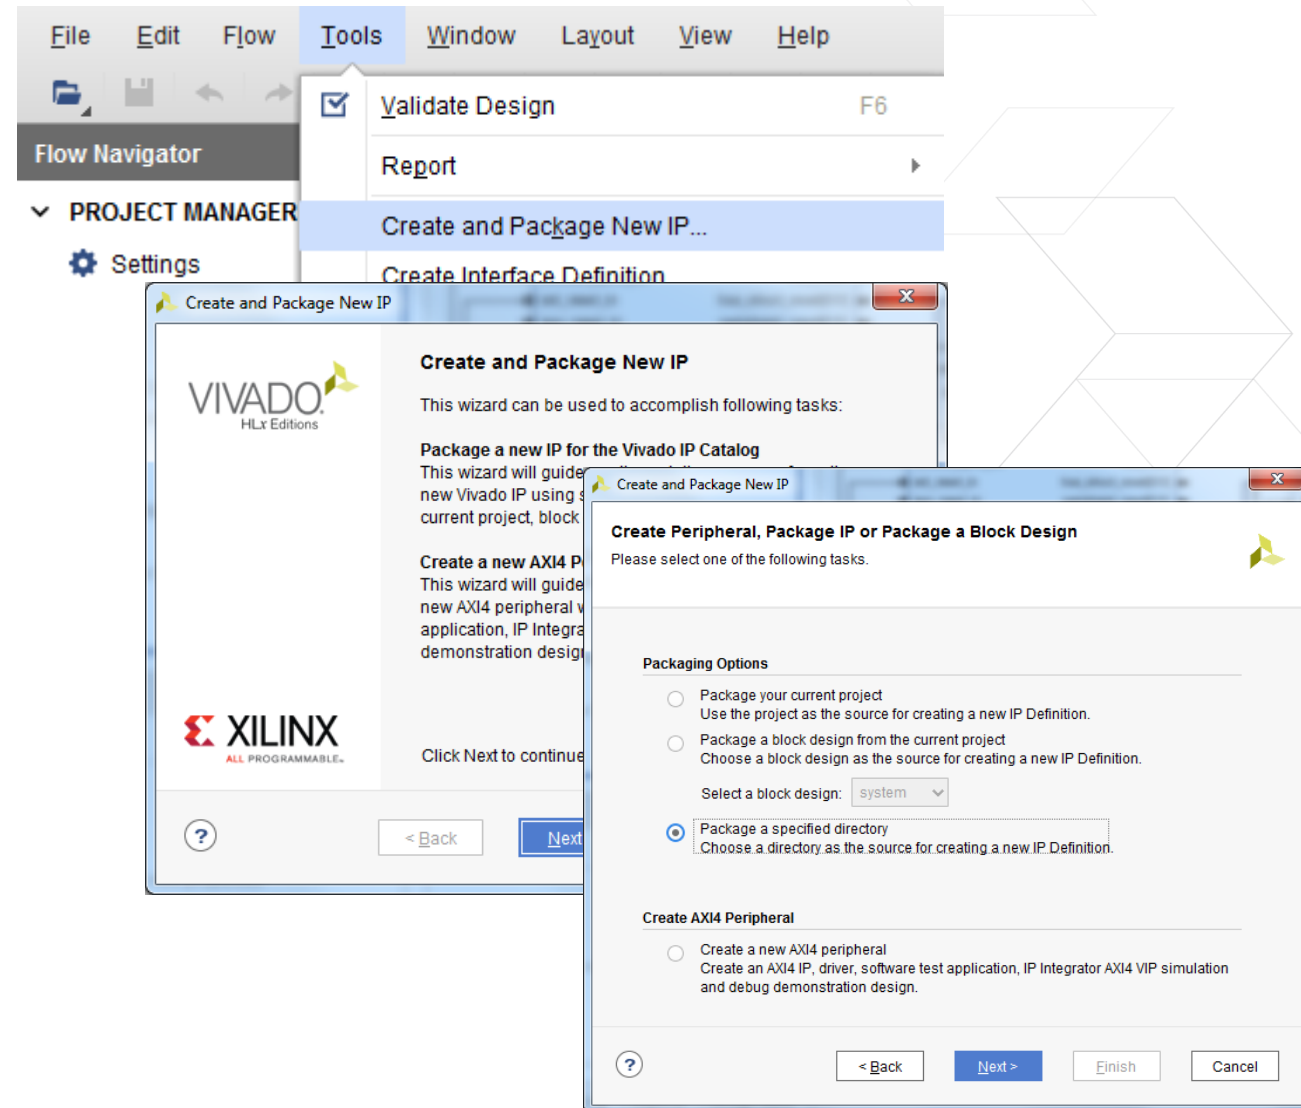 File Edit Flow Tools Window Layout View Help
Validate Design F6
Flow Navigator
Report
PROJECT MANAGER
Create and Package New IP...
Settings
Create Interface Definition
Create and Package New IP
VIVADO
HLx Editions
Create and Package New IP
This wizard can be used to accomplish following tasks:
Package a new IP for the Vivado IP Catalog
This wizard will guide
new Vivado IP using
current project, block
Create a new AXI4
This wizard will guide
new AXI4 peripheral
application, IP
demonstration
XILINX
ALL PROGRAMMABLE
Click Next to continue
? < Back Next
Create and Package New IP
Create Peripheral, Package IP or Package a Block Design
Please select one of the following tasks.
Packaging Options
Package your current project
Use the project as the source for creating a new IP Definition.
Package a block design from the current project
Choose a block design as the source for creating a new IP Definition.
Select a block design: system
Package a specified directory
Choose a directory as the source for creating a new IP Definition.
Create AXI4 Peripheral
Create a new AXI4 peripheral
Create an AXI4 IP, driver, software test application, IP Integrator AXI4 VIP simulation
and debug demonstration design.
? < Back Next > Finish Cancel